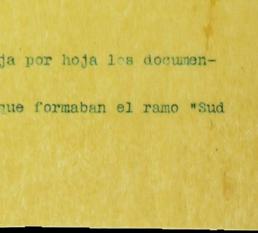 ja por hoja los documen-
que formaban el ramo "Sud